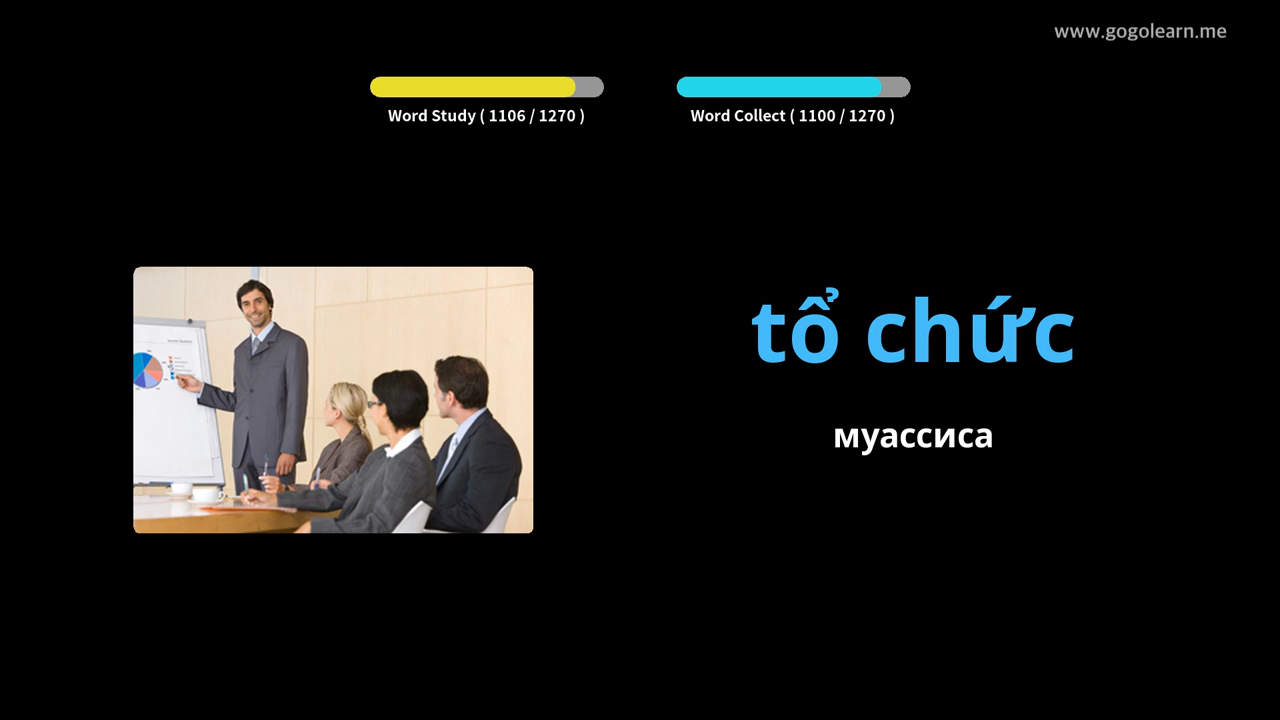 www.gogolearn.me
Word Study ( 1106 / 1270 )
Word Collect ( 1100 / 1270 )
tổ chức
муассиса